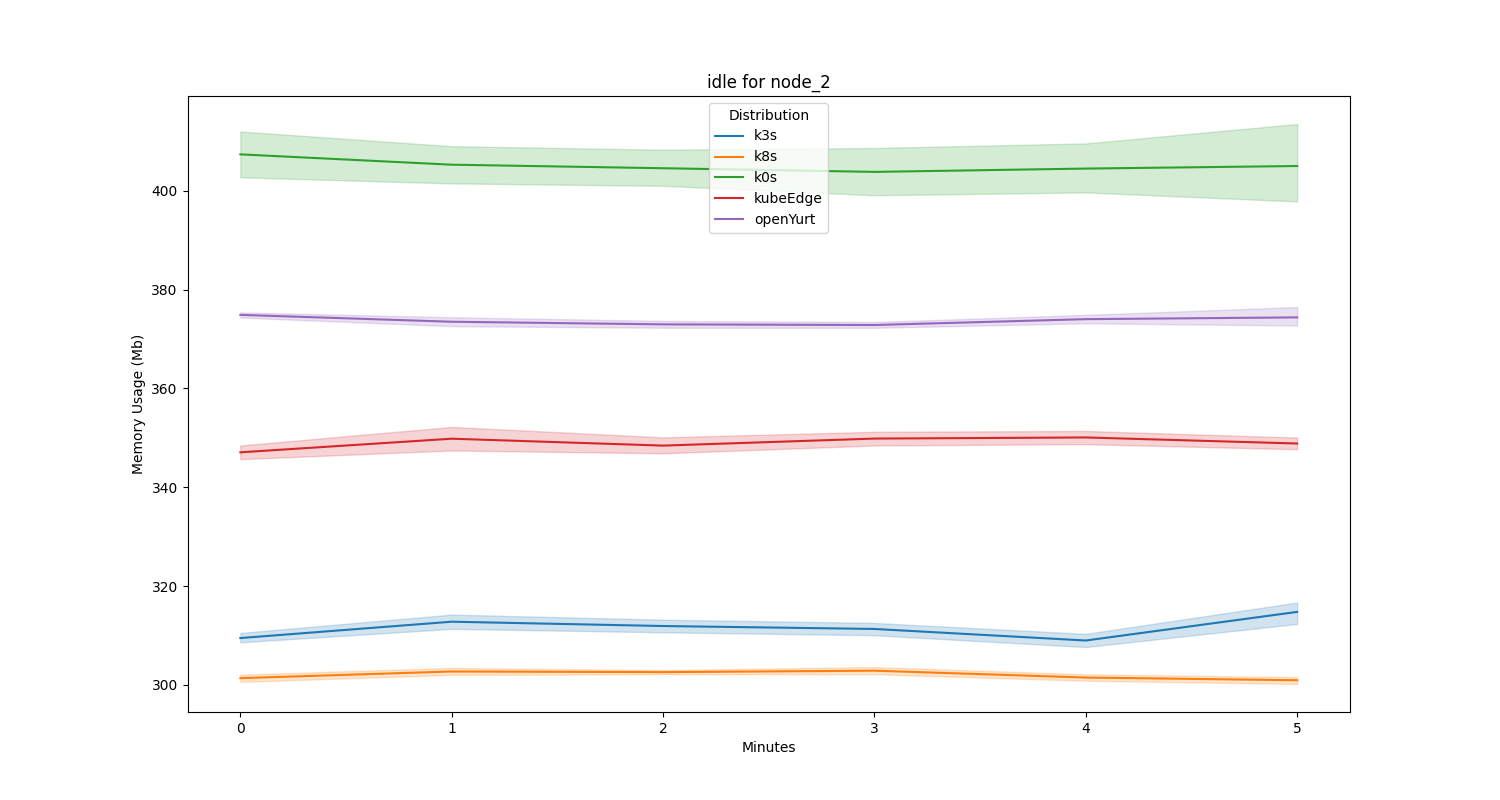 idle for node_2
Distribution
k3s
k8s
k0s
kubeEdge
openYurt
Memory Usage (Mb)
400
380
360
340
320
300
0 1 2 3 4 5
Minutes